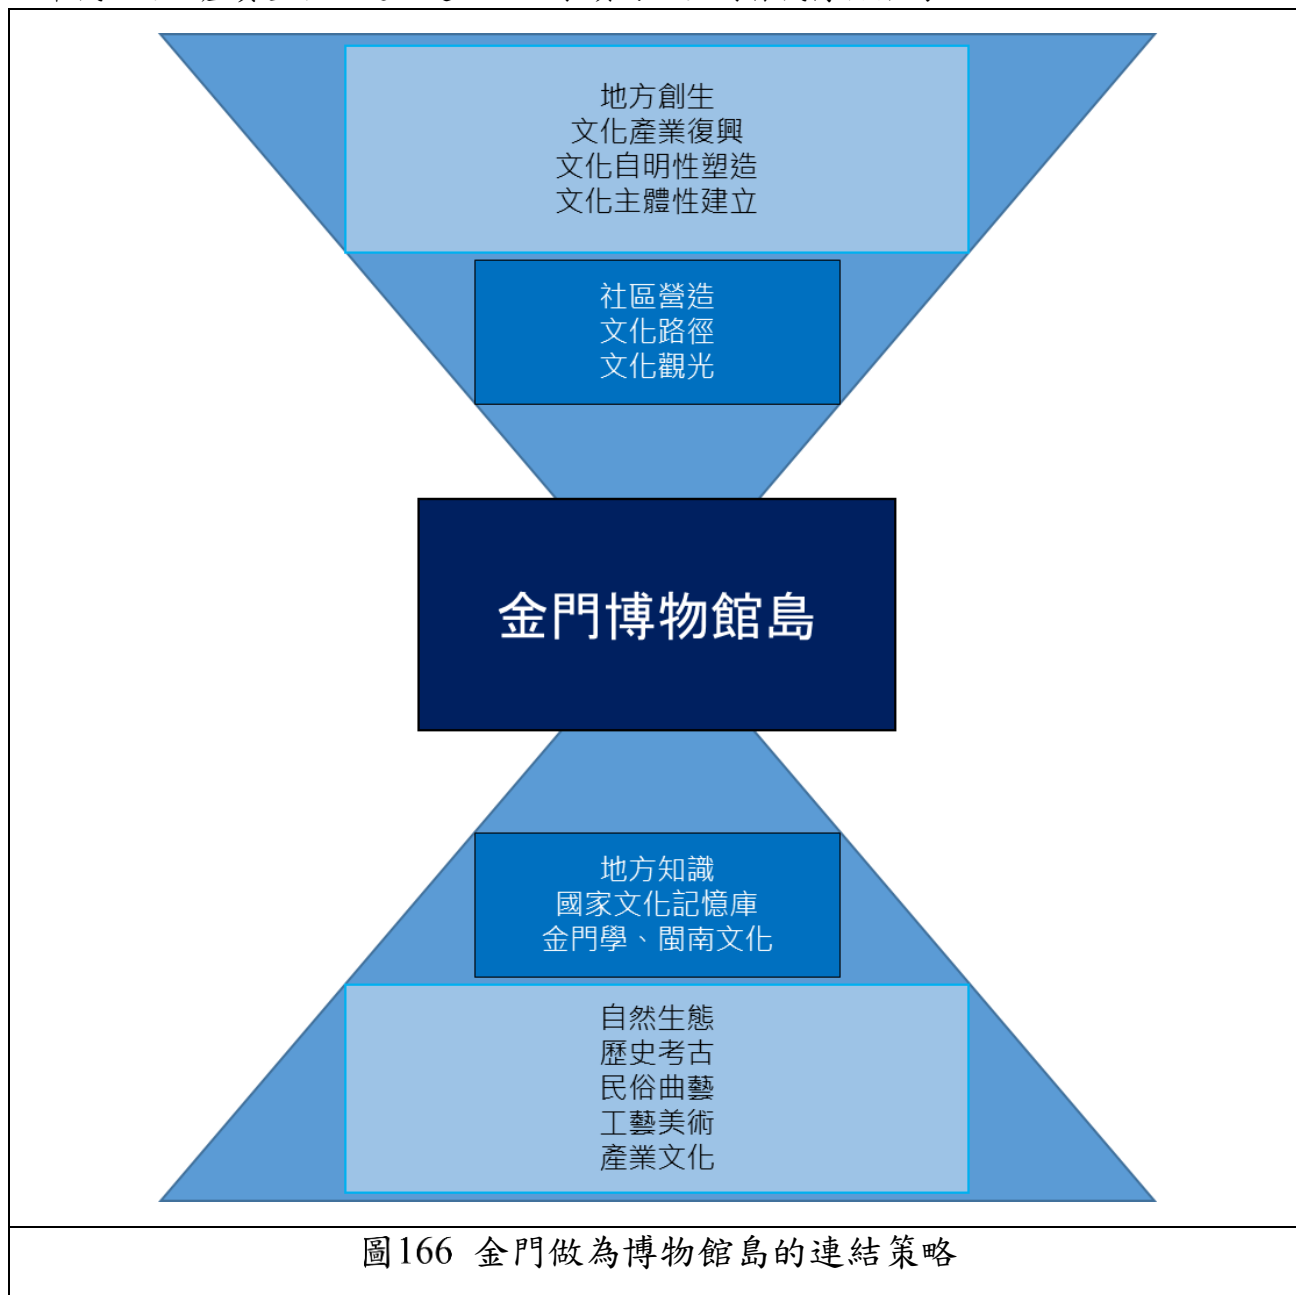 地方創生
文化產業復興
文化自明性塑造
文化主體性建立
社區營造
文化路徑
文化觀光
金門博物館島
地方知識
國家文化記憶庫
金門學、閩南文化
自然生態
歷史考古
民俗曲藝
工藝美術
產業文化
圖166 金門做為博物館島的連結策略